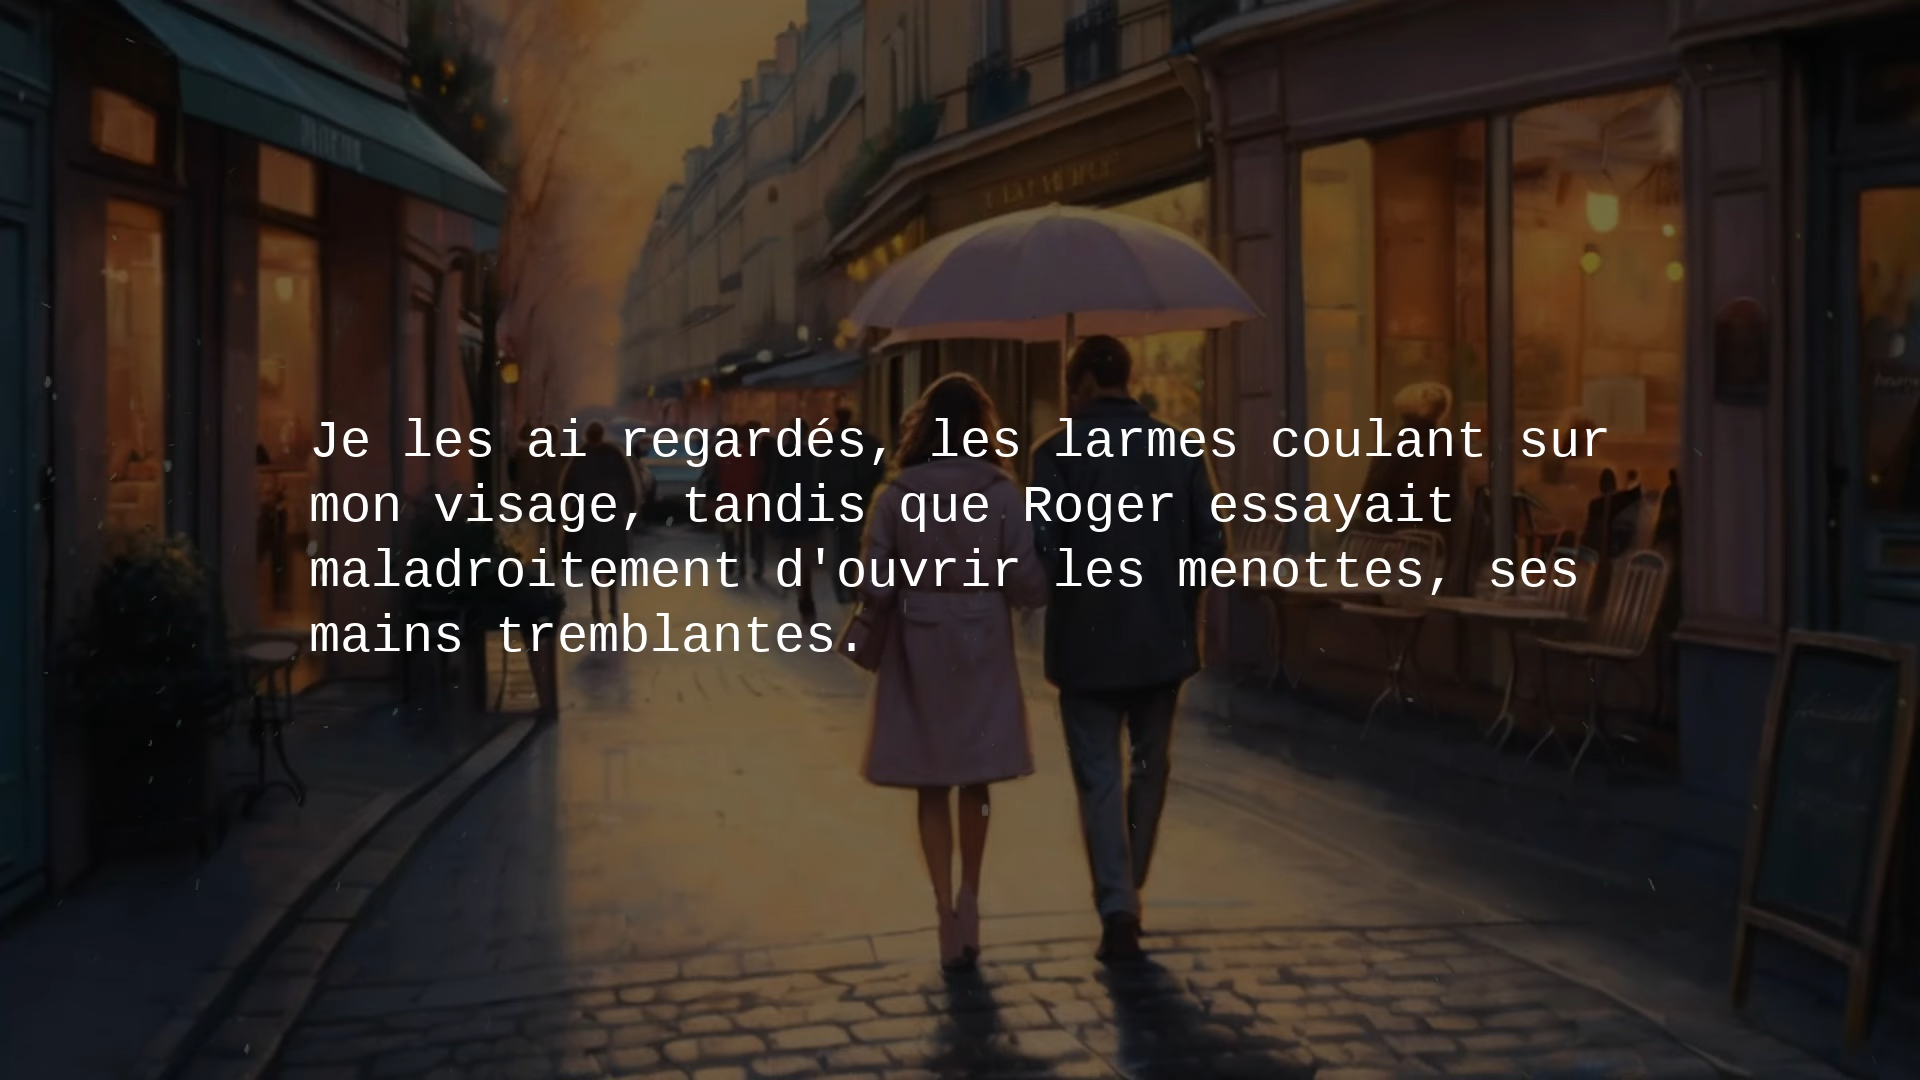 Je les ai regardés, les larmes coulant sur
mon visage, tandis que Roger essayait
maladroitement d'ouvrir les menottes, ses
mains tremblantes.